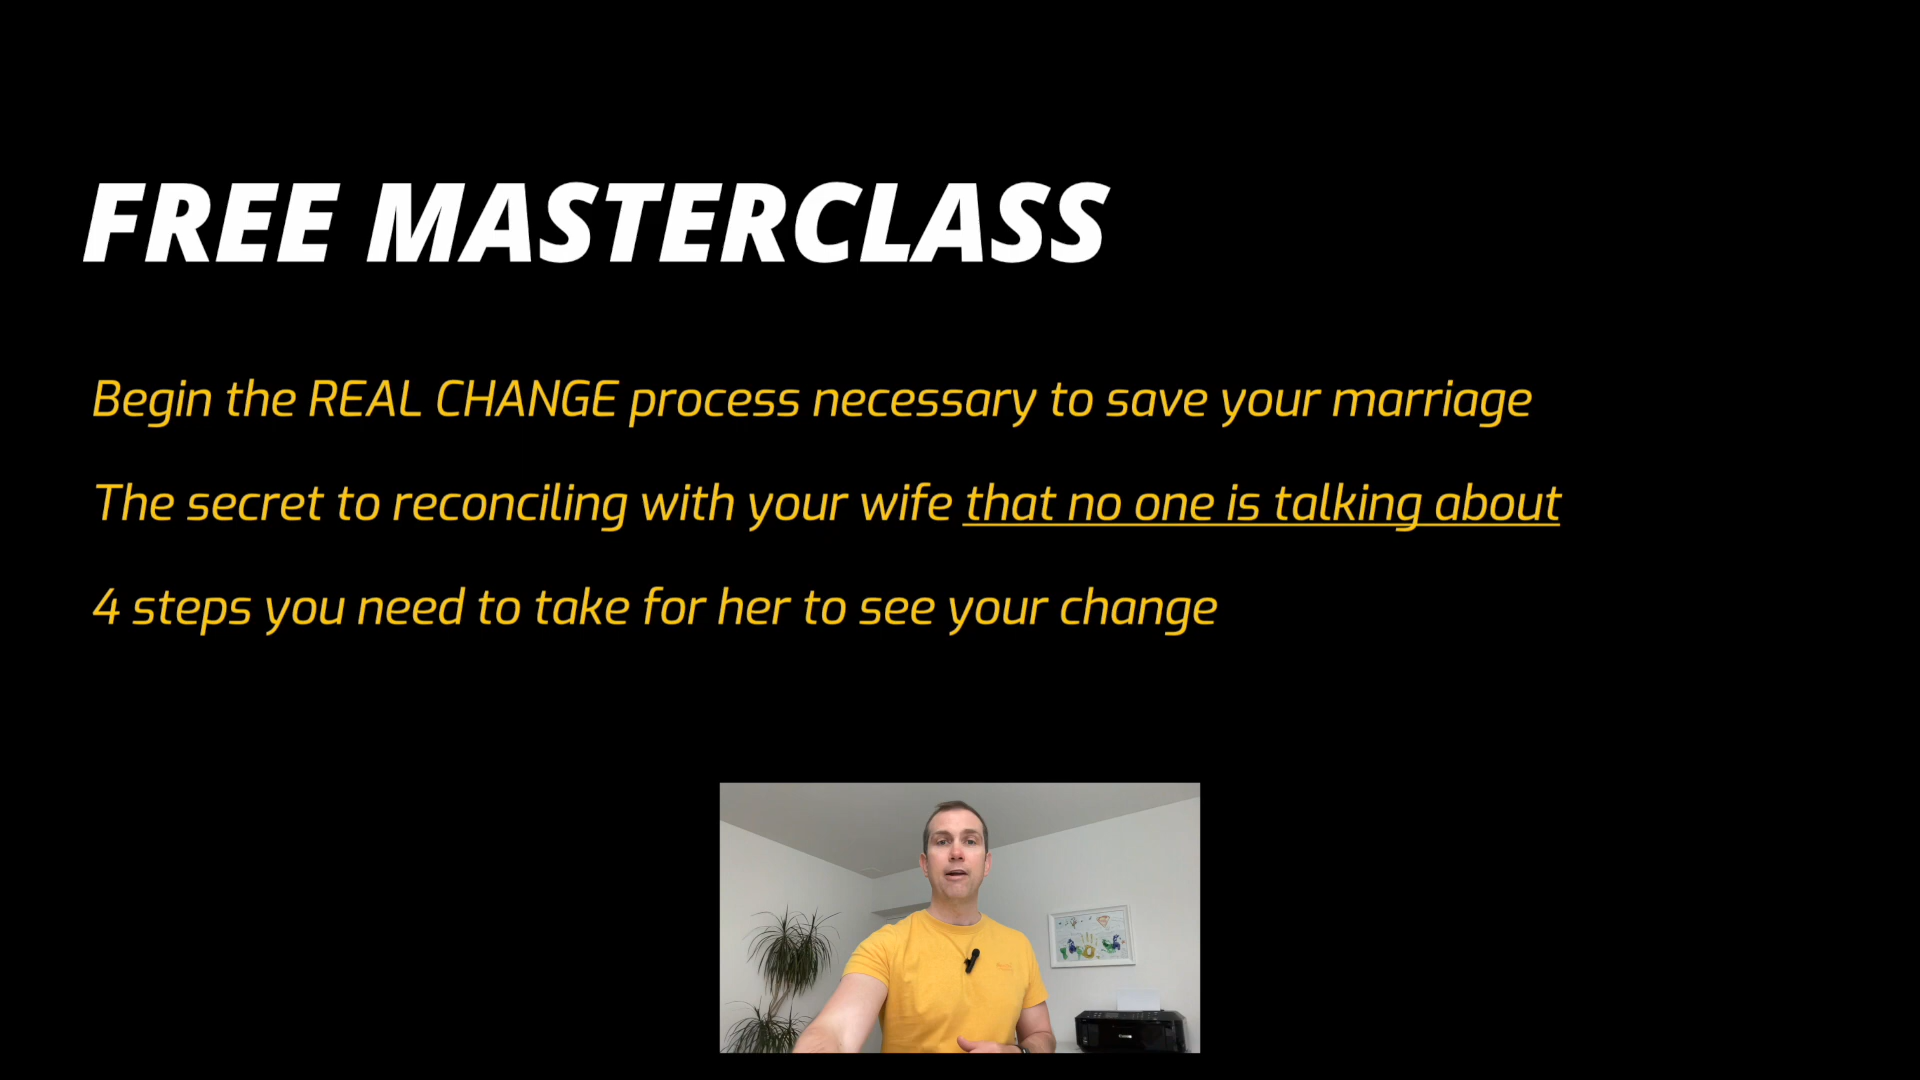 FREE MASTERCLASS
Begin the REAL CHANGE process necessary to save your marriage
The secret to reconciling with your wife that no one is talking about
4 steps you need to take for her to see your change